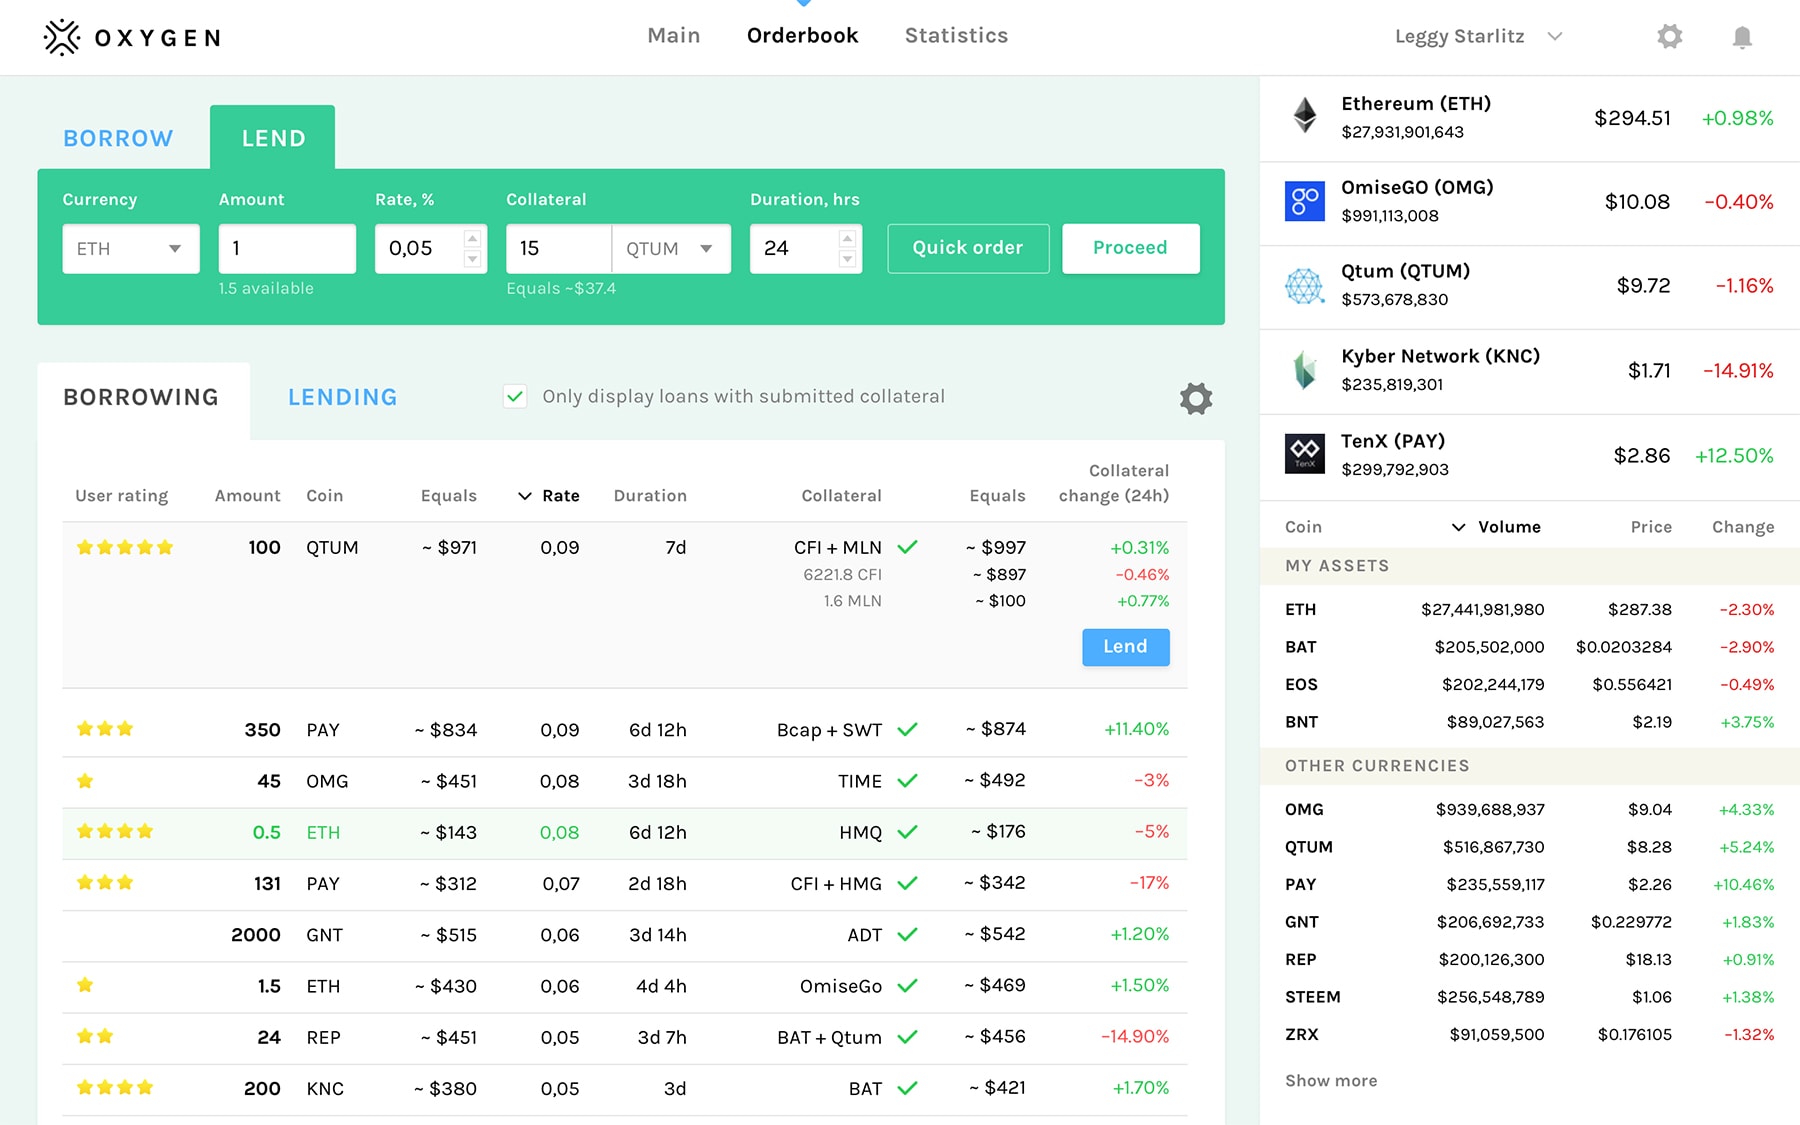 OXYGEN
Main Orderbook Statistics
Leggy Starlitz
BORROW LEND
Currency Amount Rate, % Collateral Duration, hrs
ETH 1 0,05 15 QTUM 24 Quick order Proceed
1.5 available Equals ~$37.4
BORROWING LENDING Only display loans with submitted collateral
User rating Amount Coin Equals Rate Duration Collateral Equals Collateral change (24h)
100 QTUM ~ $971 0,09 7d CFI + MLN ~ $997 +0.31%
6221.8 CFI ~ $897 −0.46%
1.6 MLN ~ $100 +0.77%
Lend
350 PAY ~ $834 0,09 6d 12h Bcap + SWT ~ $874 +11.40%
45 OMG ~ $451 0,08 3d 18h TIME ~ $492 −3%
0.5 ETH ~ $143 0,08 6d 12h HMQ ~ $176 −5%
131 PAY ~ $312 0,07 2d 18h CFI + HMG ~ $342 −17%
2000 GNT ~ $515 0,06 3d 14h ADT ~ $542 +1.20%
1.5 ETH ~ $430 0,06 4d 4h OmiseGo ~ $469 +1.50%
24 REP ~ $451 0,05 3d 7h BAT + Qtum ~ $456 −14.90%
200 KNC ~ $380 0,05 3d BAT ~ $421 +1.70%
Ethereum (ETH) $294.51 +0.98%
$27,931,901,643
go
OmiseGO (OMG) $10.08 −0.40%
$991,113,008
Qtum (QTUM) $9.72 −1.16%
$573,678,830
Kyber Network (KNC) $1.71 −14.91%
$235,819,301
TenX
TenX (PAY) $2.86 +12.50%
$299,792,903
Coin Volume Price Change
MY ASSETS
ETH $27,441,981,980 $287.38 −2.30%
BAT $205,502,000 $0.0203284 −2.90%
EOS $202,244,179 $0.556421 −0.49%
BNT $89,027,563 $2.19 +3.75%
OTHER CURRENCIES
OMG $939,688,937 $9.04 +4.33%
QTUM $516,867,730 $8.28 +5.24%
PAY $235,559,117 $2.26 +10.46%
GNT $206,692,733 $0.229772 +1.83%
REP $200,126,300 $18.13 +0.91%
STEEM $256,548,789 $1.06 +1.38%
ZRX $91,059,500 $0.176105 −1.32%
Show more